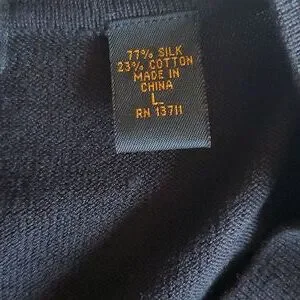 77% SILK
23% COTTON
MADE IN
CHINA
L
RN 13711